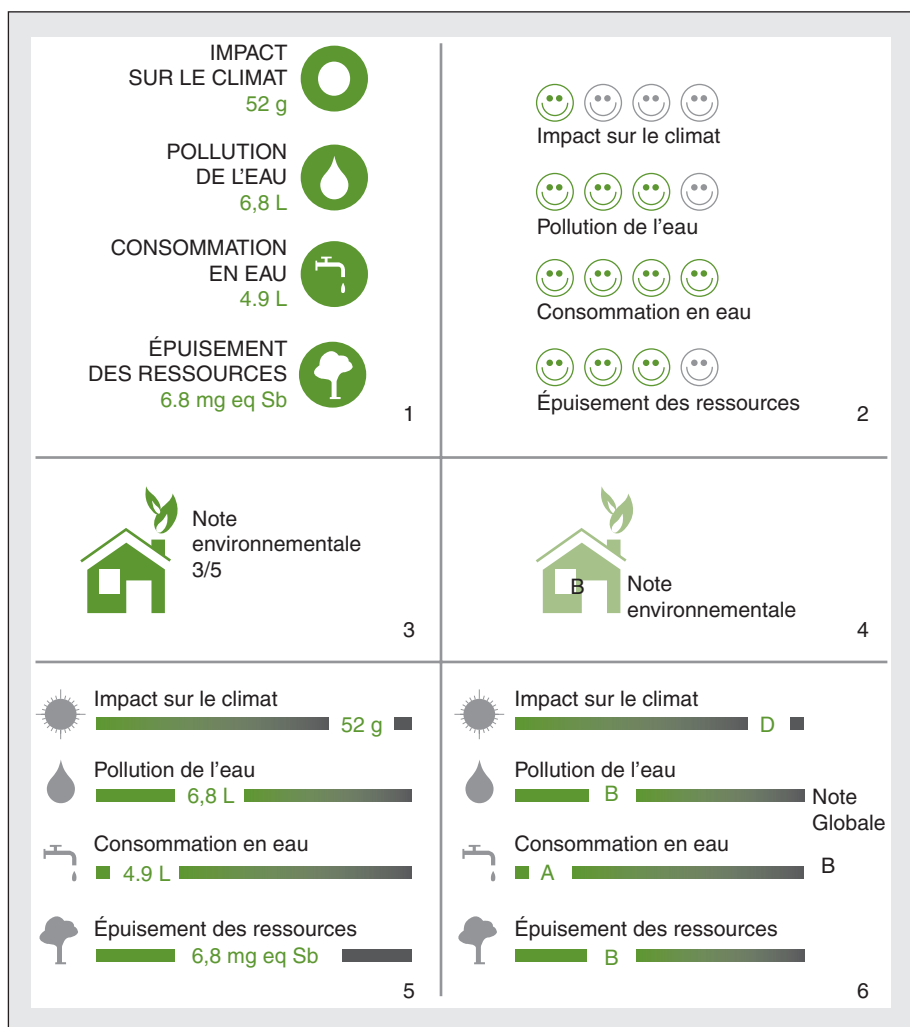 IMPACT
SUR LE CLIMAT
52 g
POLLUTION
DE L'EAU
6,8 L
CONSOMMATION
EN EAU
4.9 L
ÉPUISEMENT
DES RESSOURCES
6.8 mg eq Sb
1
Impact sur le climat
Pollution de l'eau
Consommation en eau
Épuisement des ressources
2
Note
environnementale
3/5
3
B
Note
environnementale
4
Impact sur le climat
52 g
Pollution de l'eau
6,8 L
Consommation en eau
4.9 L
Épuisement des ressources
6,8 mg eq Sb
5
Impact sur le climat
D
Pollution de l'eau
B
Consommation en eau
A
Épuisement des ressources
B
Note
Globale
B
6